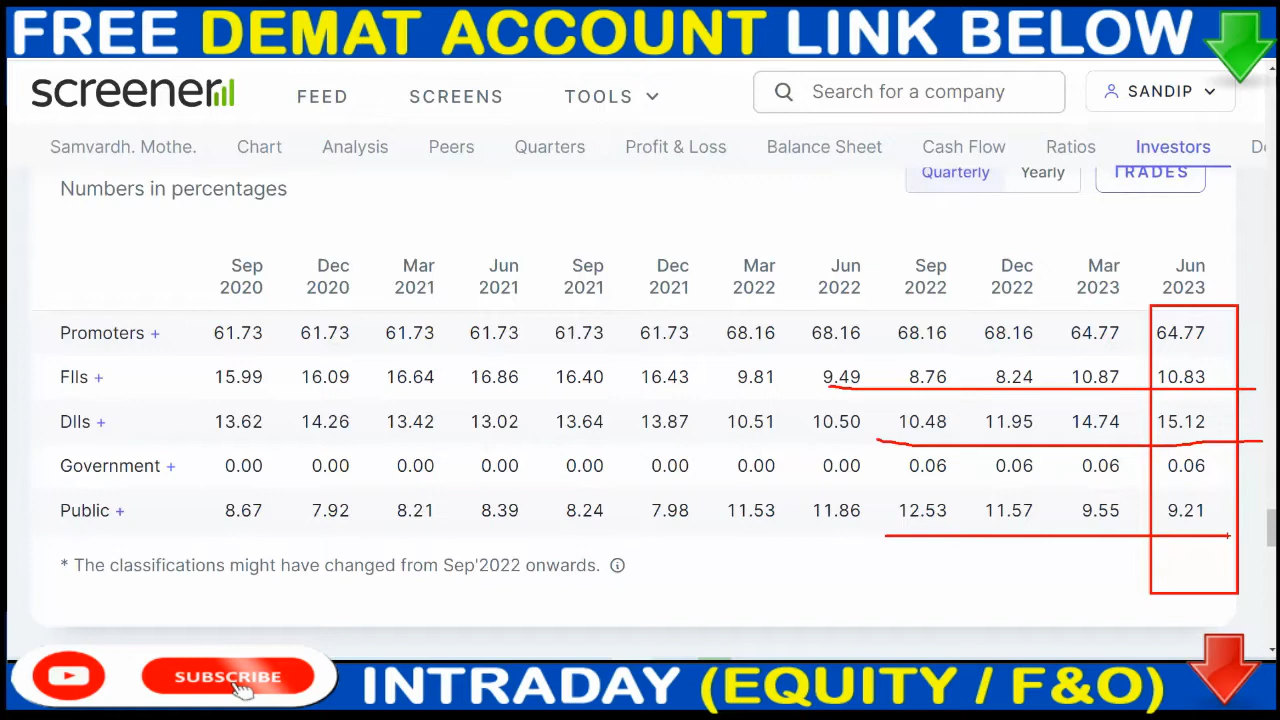 FREE DEMAT ACCOUNT LINK BELOW
screener FEED SCREENS TOOLS Search for a company SANDIP
Samvardh. Mothe. Chart Analysis Peers Quarters Profit & Loss Balance Sheet Cash Flow Ratios Investors
Numbers in percentages Quarterly Yearly TRADES
Sep Dec Mar Jun Sep Dec Mar Jun Sep Dec Mar Jun
2020 2020 2021 2021 2021 2021 2022 2022 2022 2022 2023 2023
Promoters + 61.73 61.73 61.73 61.73 61.73 61.73 68.16 68.16 68.16 68.16 64.77 64.77
FIIs + 15.99 16.09 16.64 16.86 16.40 16.43 9.81 9.49 8.76 8.24 10.87 10.83
DIIs + 13.62 14.26 13.42 13.02 13.64 13.87 10.51 10.50 10.48 11.95 14.74 15.12
Government + 0.00 0.00 0.00 0.00 0.00 0.00 0.00 0.00 0.06 0.06 0.06 0.06
Public + 8.67 7.92 8.21 8.39 8.24 7.98 11.53 11.86 12.53 11.57 9.55 9.21
* The classifications might have changed from Sep'2022 onwards.
SUBSCRIBE INTRADAY (EQUITY / F&O)